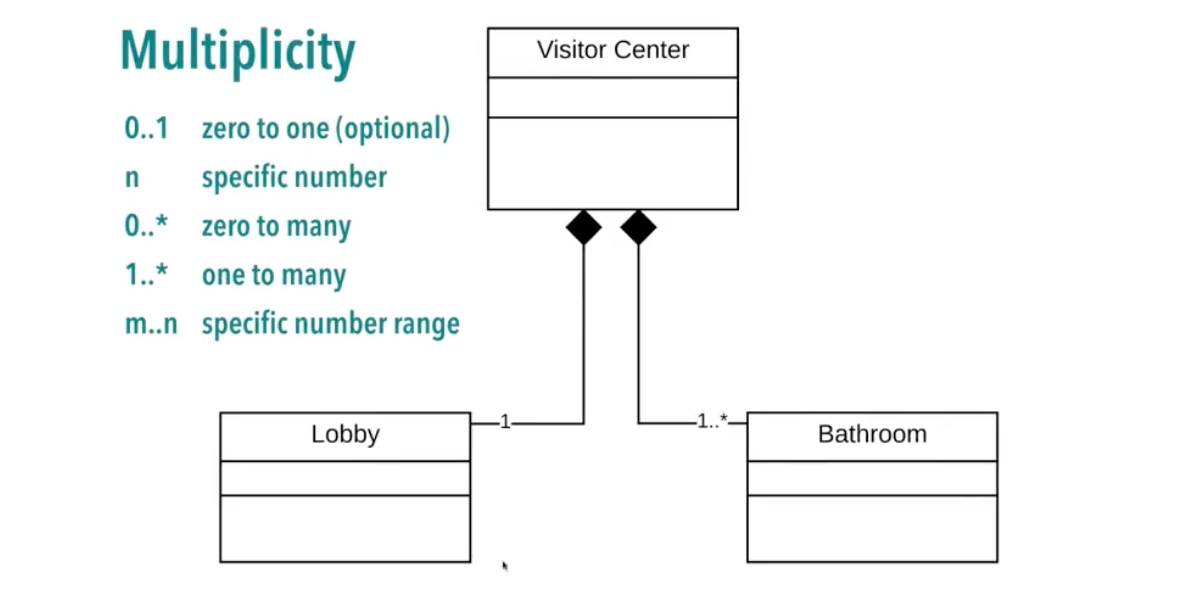 Multiplicity
0..1 zero to one (optional)
n specific number
0..* zero to many
1..* one to many
m..n specific number range
Visitor Center
1
1..*
Lobby
Bathroom